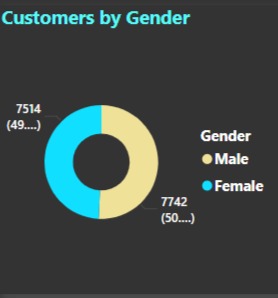 Customers by Gender
7514
(49....)
Gender
Male
Female
7742
(50....)